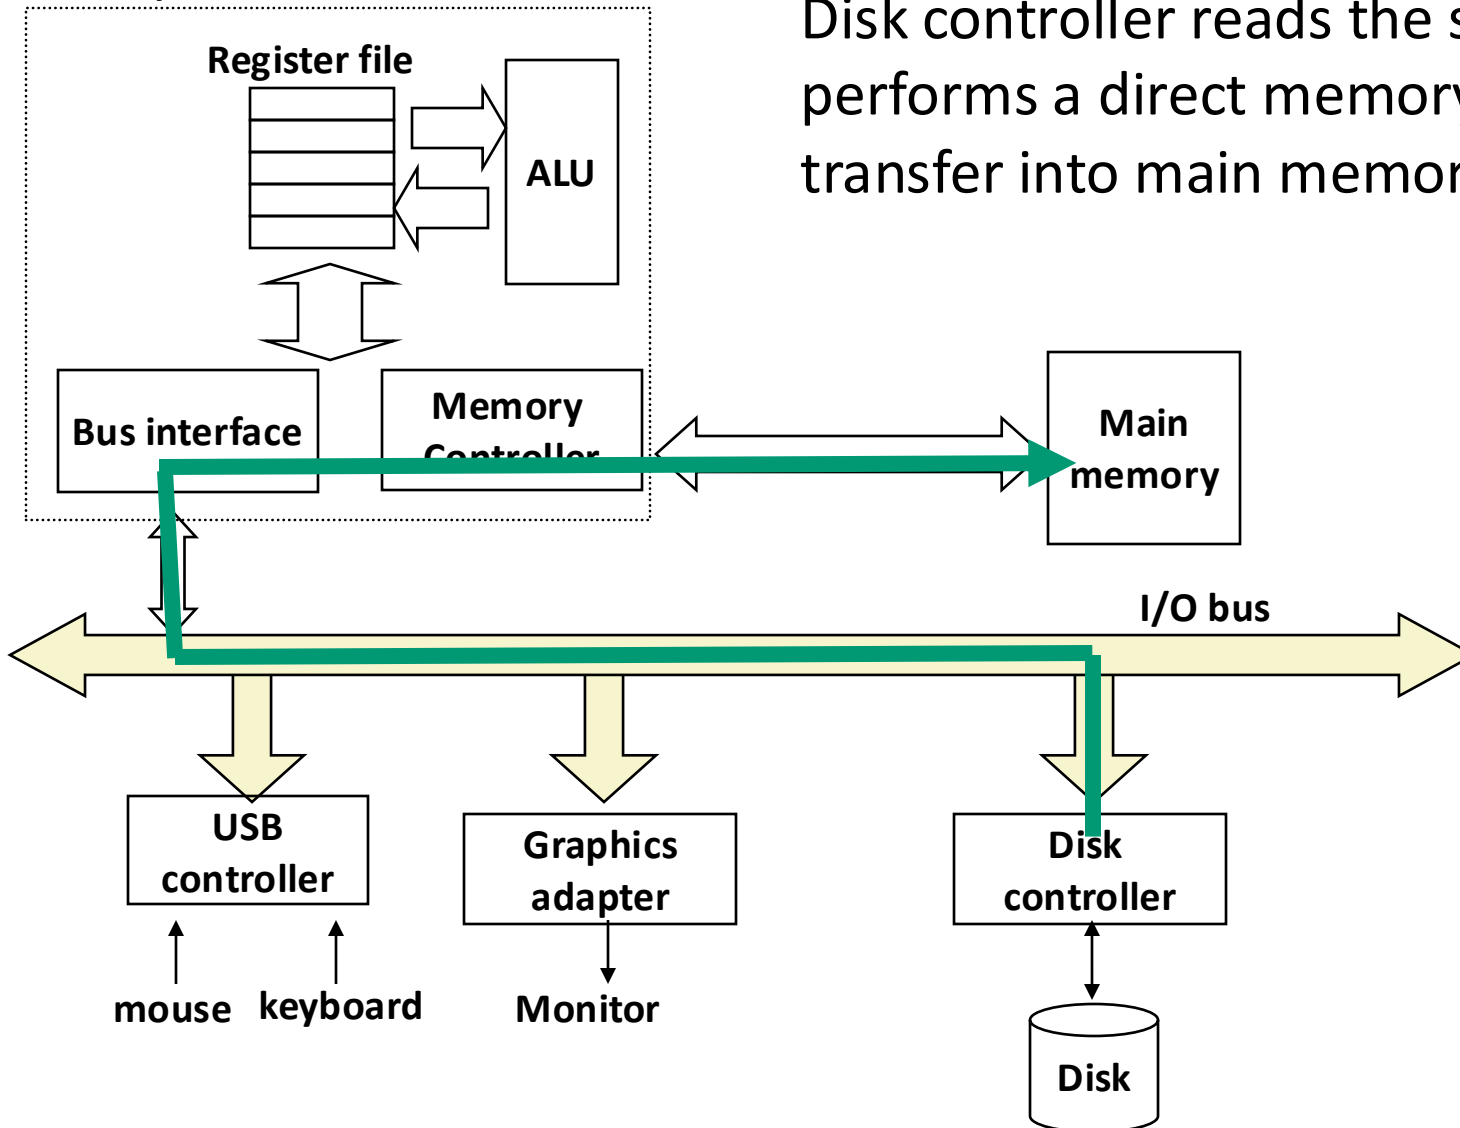 Disk controller reads the
performs a direct memory
transfer into main
Register file
ALU
Bus interface
Memory
Controller
Main
memory
I/O bus
USB
controller
Graphics
adapter
Disk
controller
mouse
keyboard
Monitor
Disk